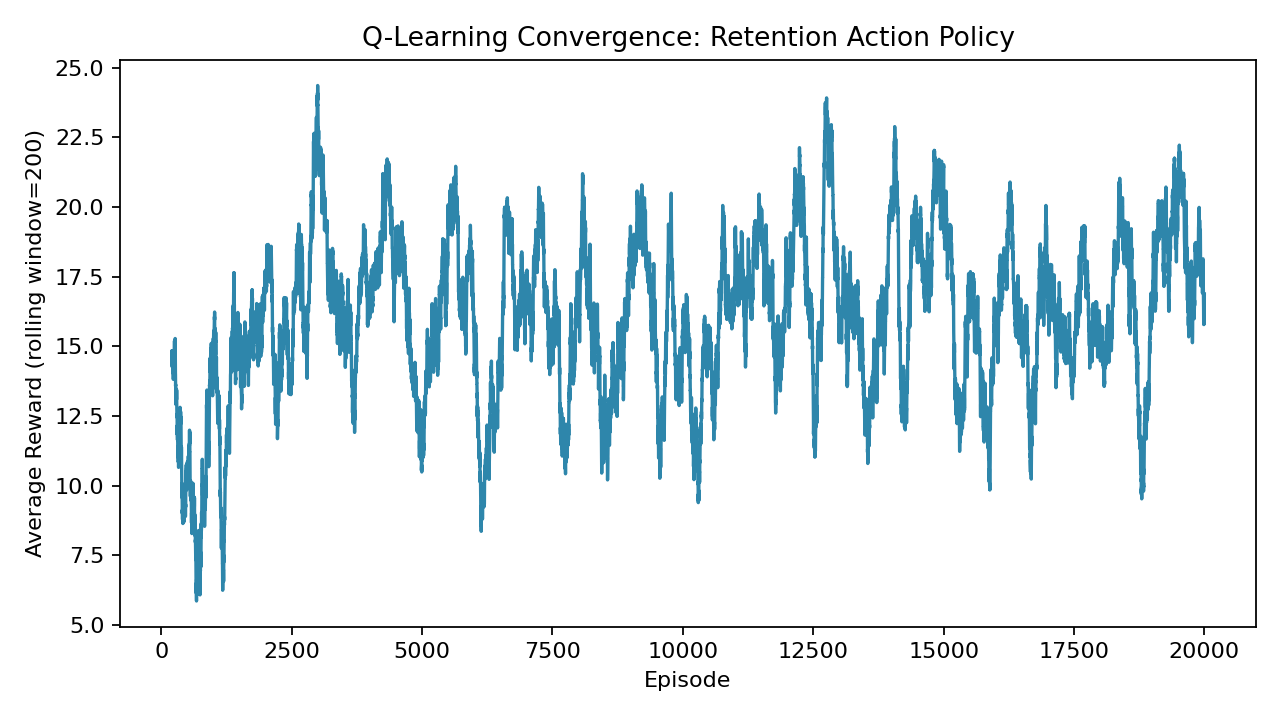 Q-Learning Convergence: Retention Action Policy
Average Reward (rolling window=200)
25.0
22.5
20.0
17.5
15.0
12.5
10.0
7.5
5.0
0 2500 5000 7500 10000 12500 15000 17500 20000
Episode